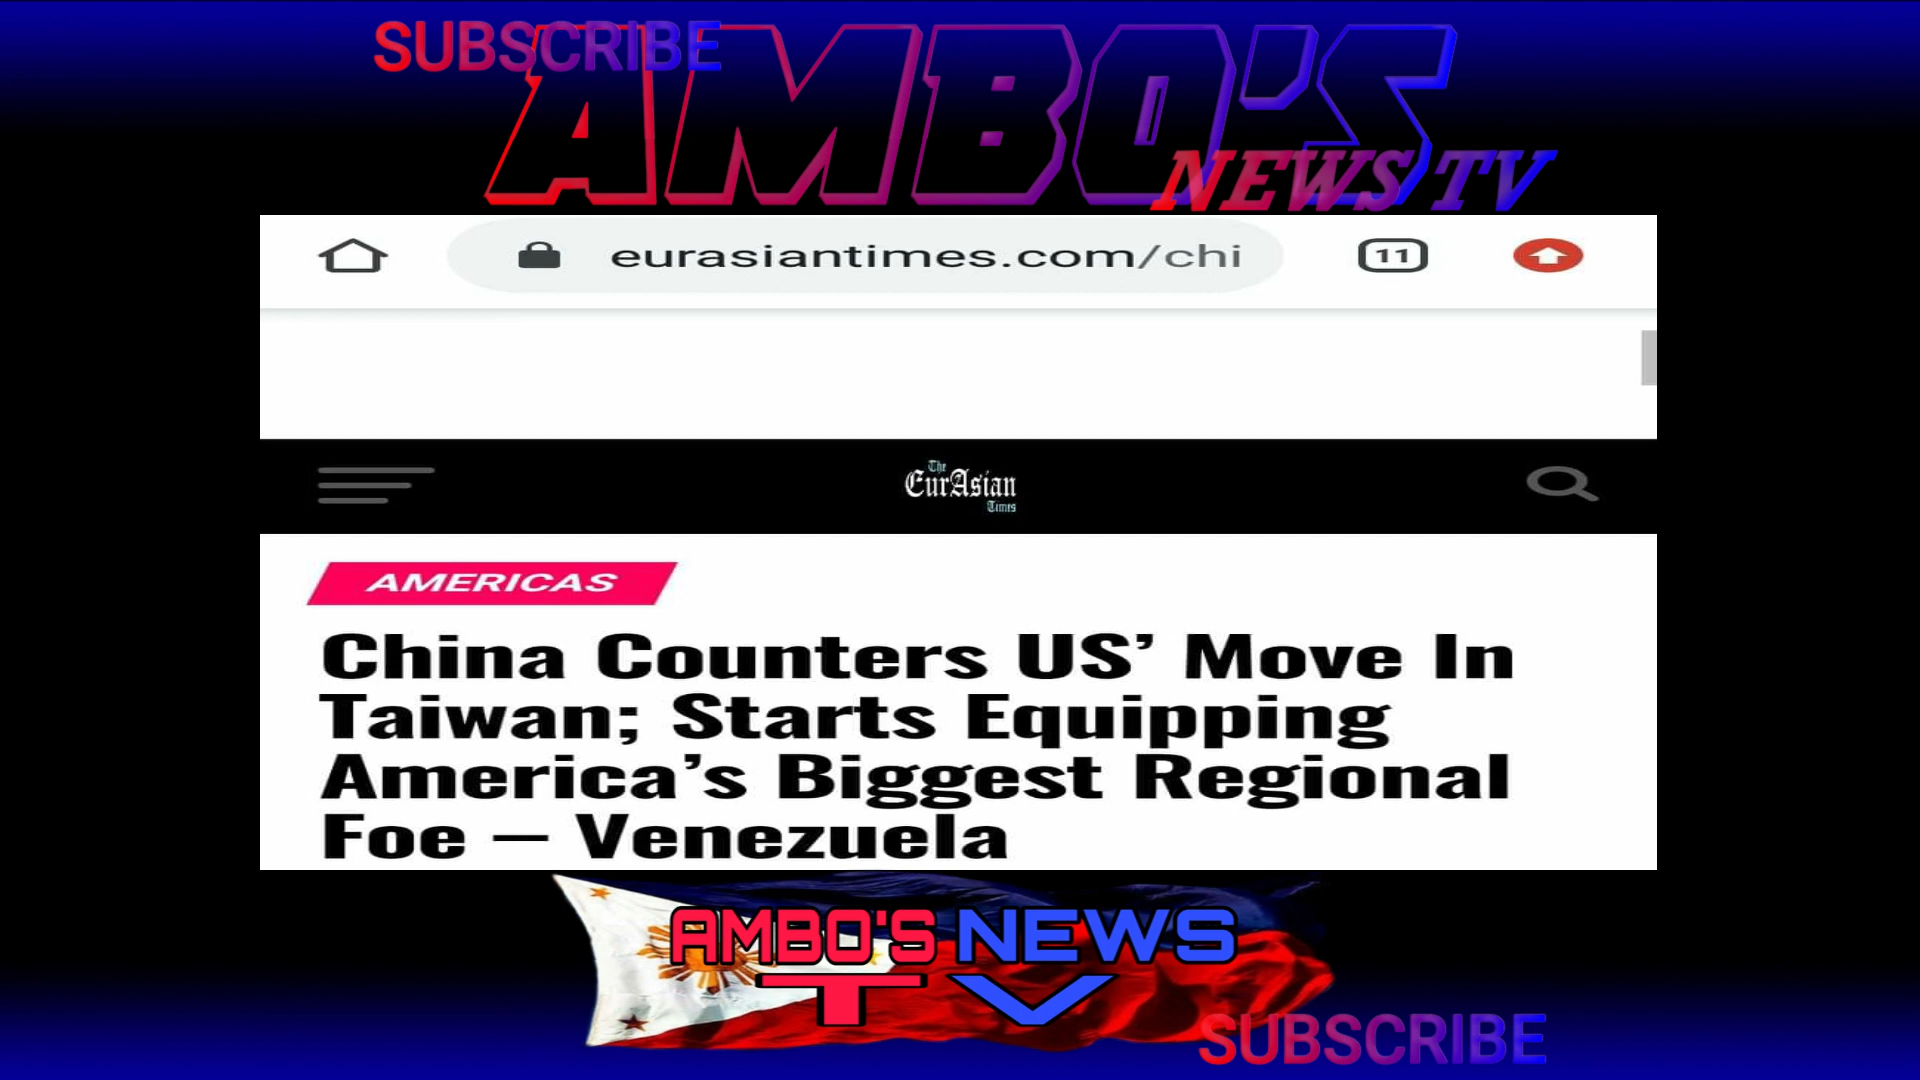 SUBSCRIBE
AMBO'S
NEWS TV
eurasiantimes.com/chi
11
The
EurAsian
Times
AMERICAS
China Counters US’ Move In
Taiwan; Starts Equipping
America’s Biggest Regional
Foe — Venezuela
AMBO'S NEWS
TV
SUBSCRIBE